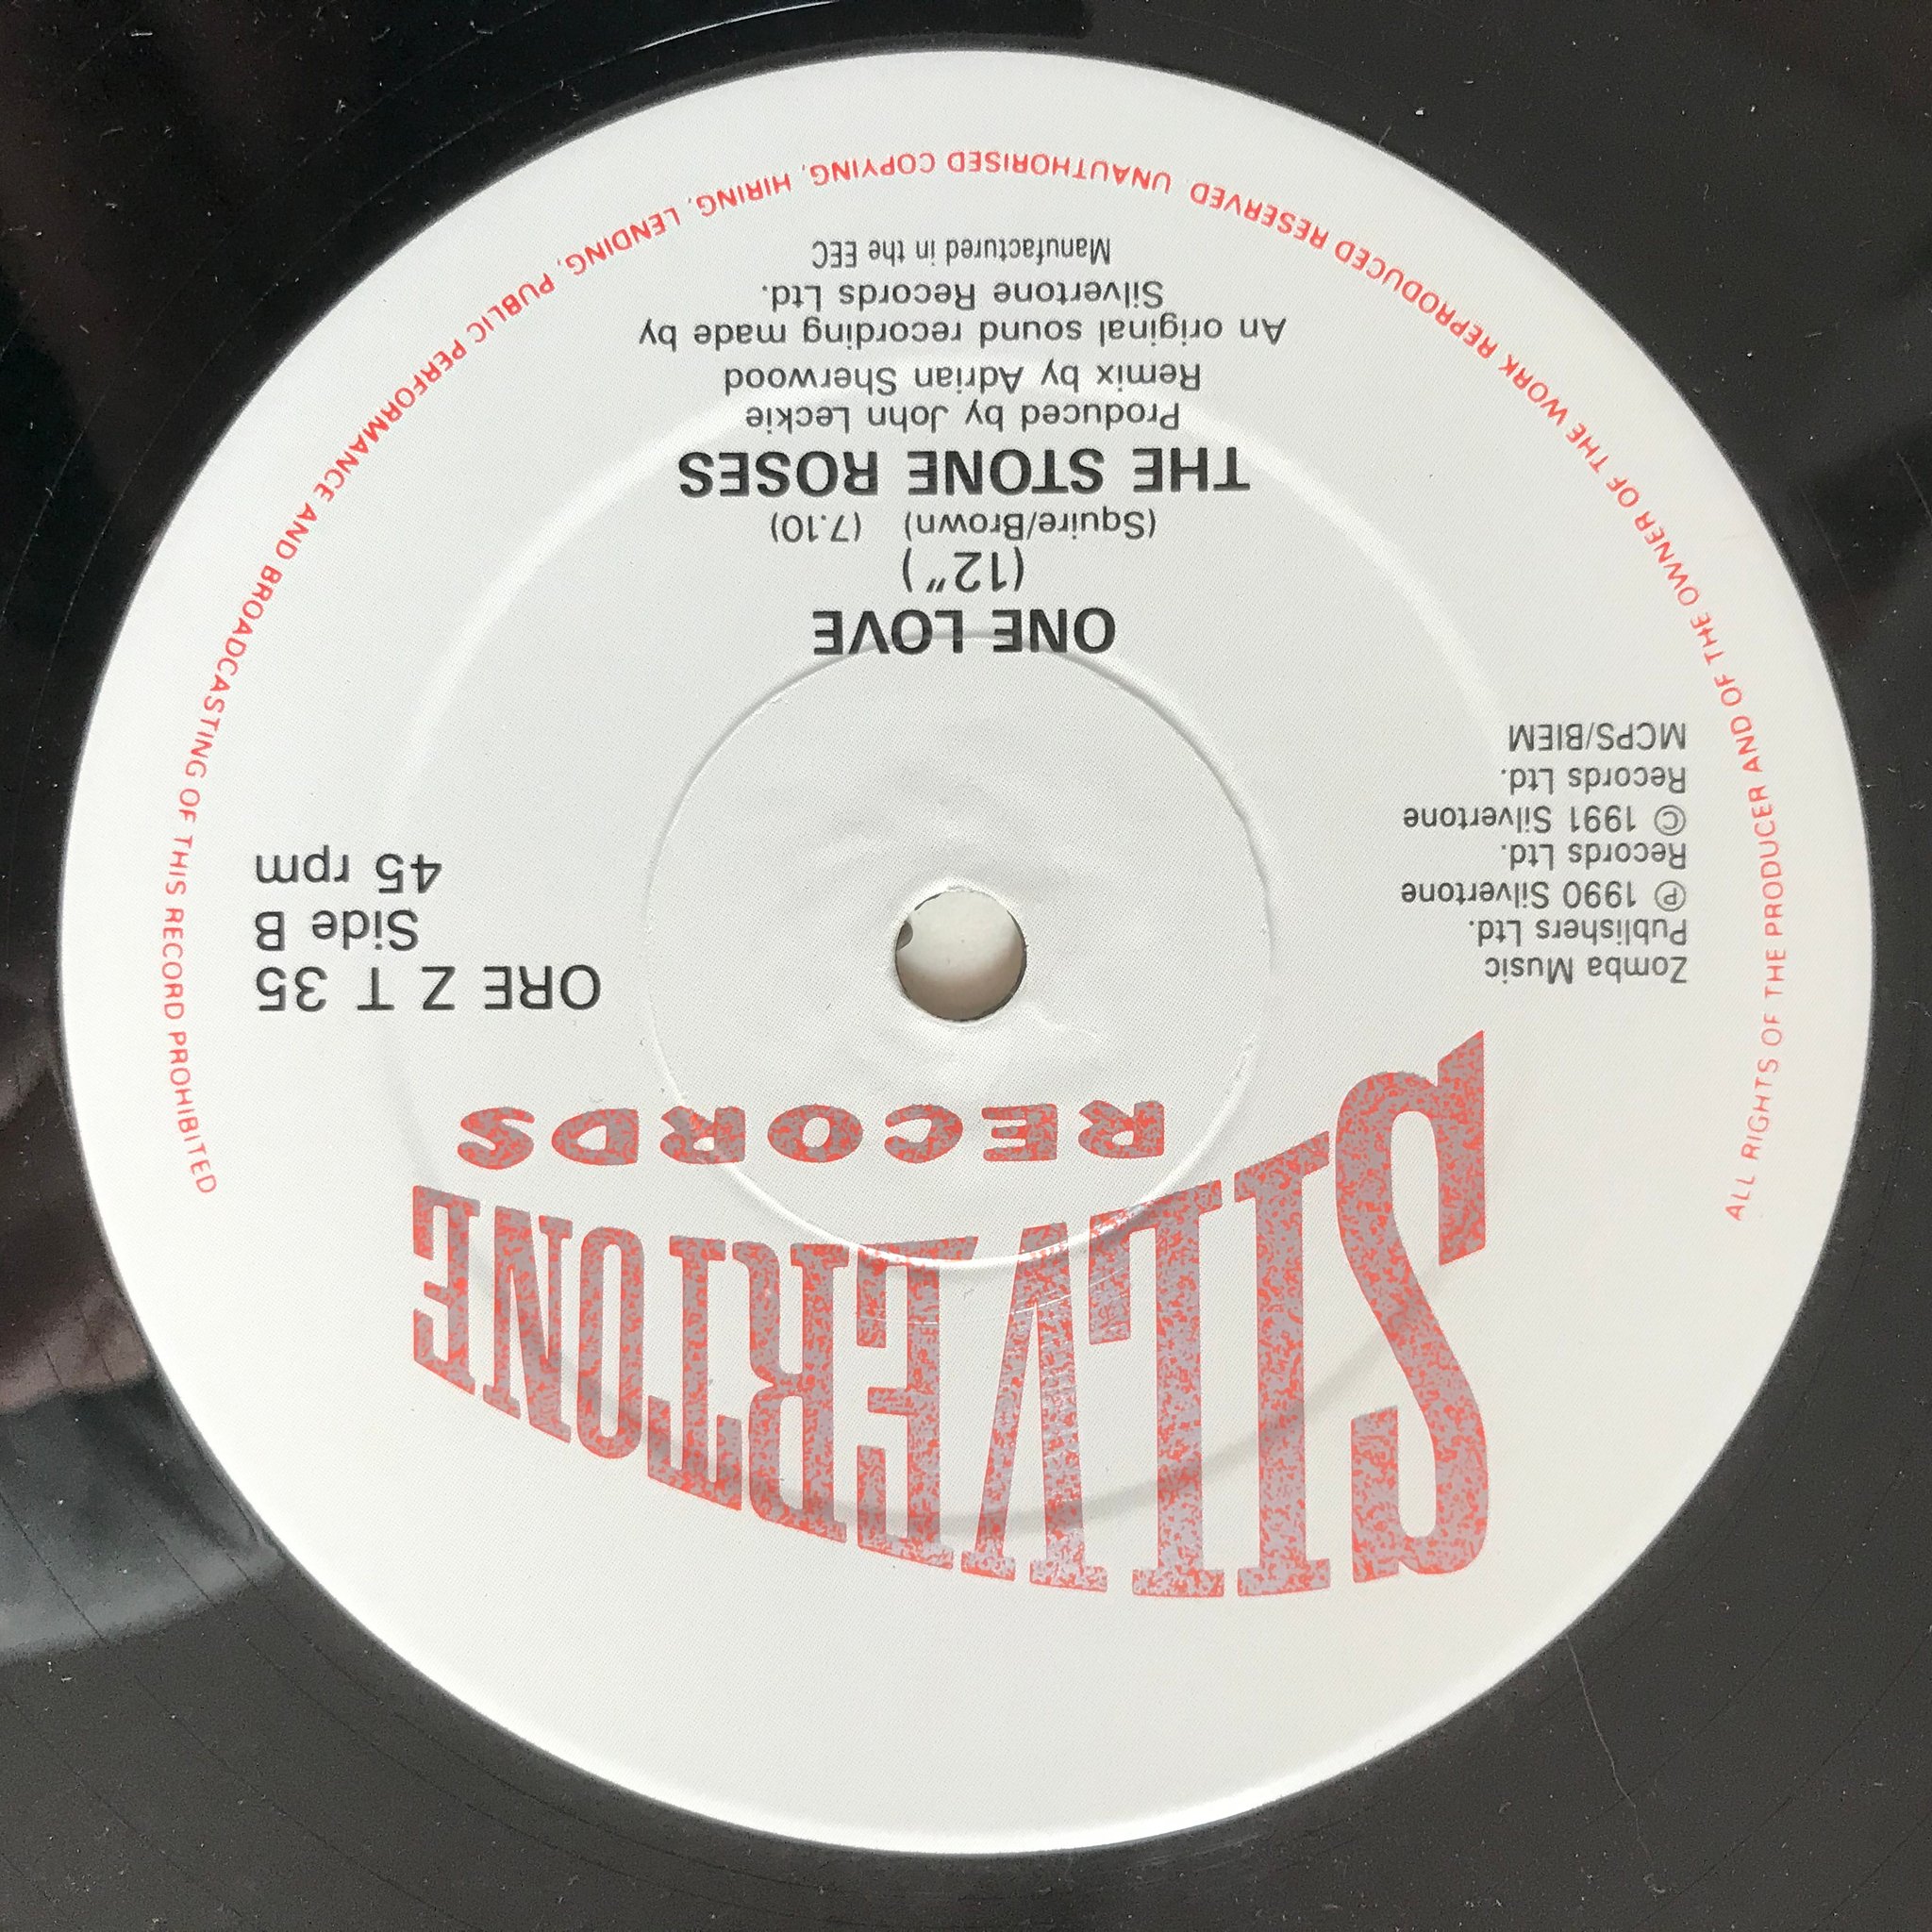 SILVERTONE
RECORDS
Zomba Music
Publishers Ltd.
℗ 1990 Silvertone
Records Ltd.
© 1991 Silvertone
Records Ltd.
MCPS/BIEM
ORE Z T 35
Side B
45 rpm
ONE LOVE
(12")
(Squire/Brown) (7.10)
THE STONE ROSES
Produced by John Leckie
Remix by Adrian Sherwood
An original sound recording made by
Silvertone Records Ltd.
Manufactured in the EEC
ALL RIGHTS OF THE PRODUCER AND OF THE OWNER OF THE WORK REPRODUCED RESERVED. UNAUTHORISED COPYING, HIRING, LENDING, PUBLIC PERFORMANCE AND BROADCASTING OF THIS RECORD PROHIBITED